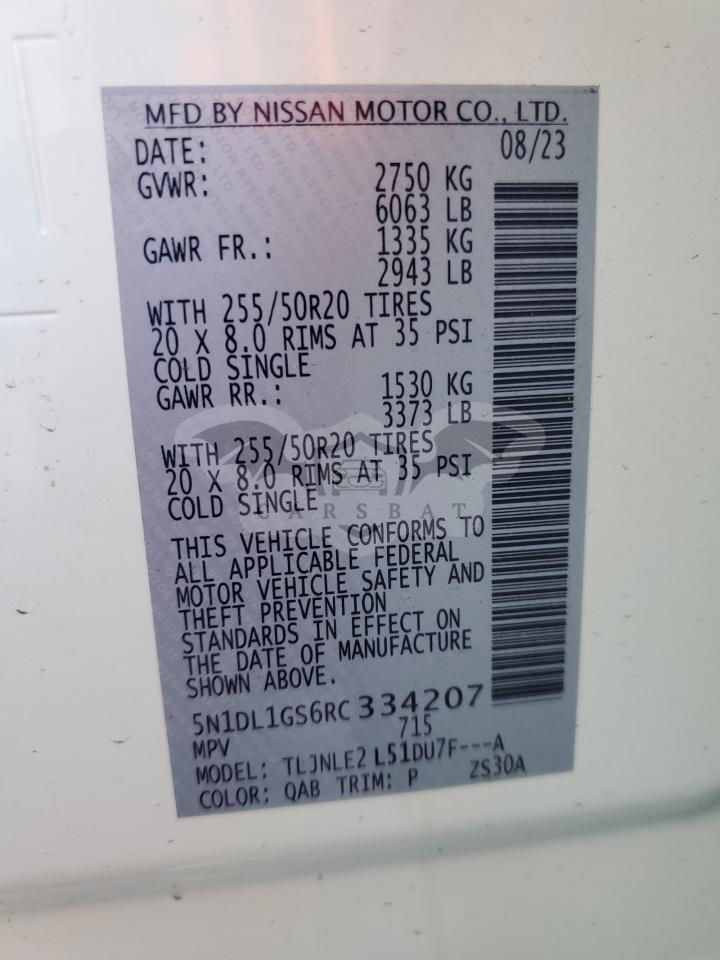 MFD BY NISSAN MOTOR CO., LTD.
DATE: 08/23
GVWR: 2750 KG
6063 LB
GAWR FR.: 1335 KG
2943 LB
WITH 255/50R20 TIRES
20 X 8.0 RIMS AT 35 PSI
COLD SINGLE
GAWR RR.: 1530 KG
3373 LB
WITH 255/50R20 TIRES
20 X 8.0 RIMS AT 35 PSI
COLD SINGLE
CARSBAT
THIS VEHICLE CONFORMS TO
ALL APPLICABLE FEDERAL
MOTOR VEHICLE SAFETY AND
THEFT PREVENTION
STANDARDS IN EFFECT ON
THE DATE OF MANUFACTURE
SHOWN ABOVE.
5N1DL1GS6RC 334207
MPV 715
MODEL: TLJNLE2 L51DU7F---A
COLOR: QAB TRIM: P ZS30A